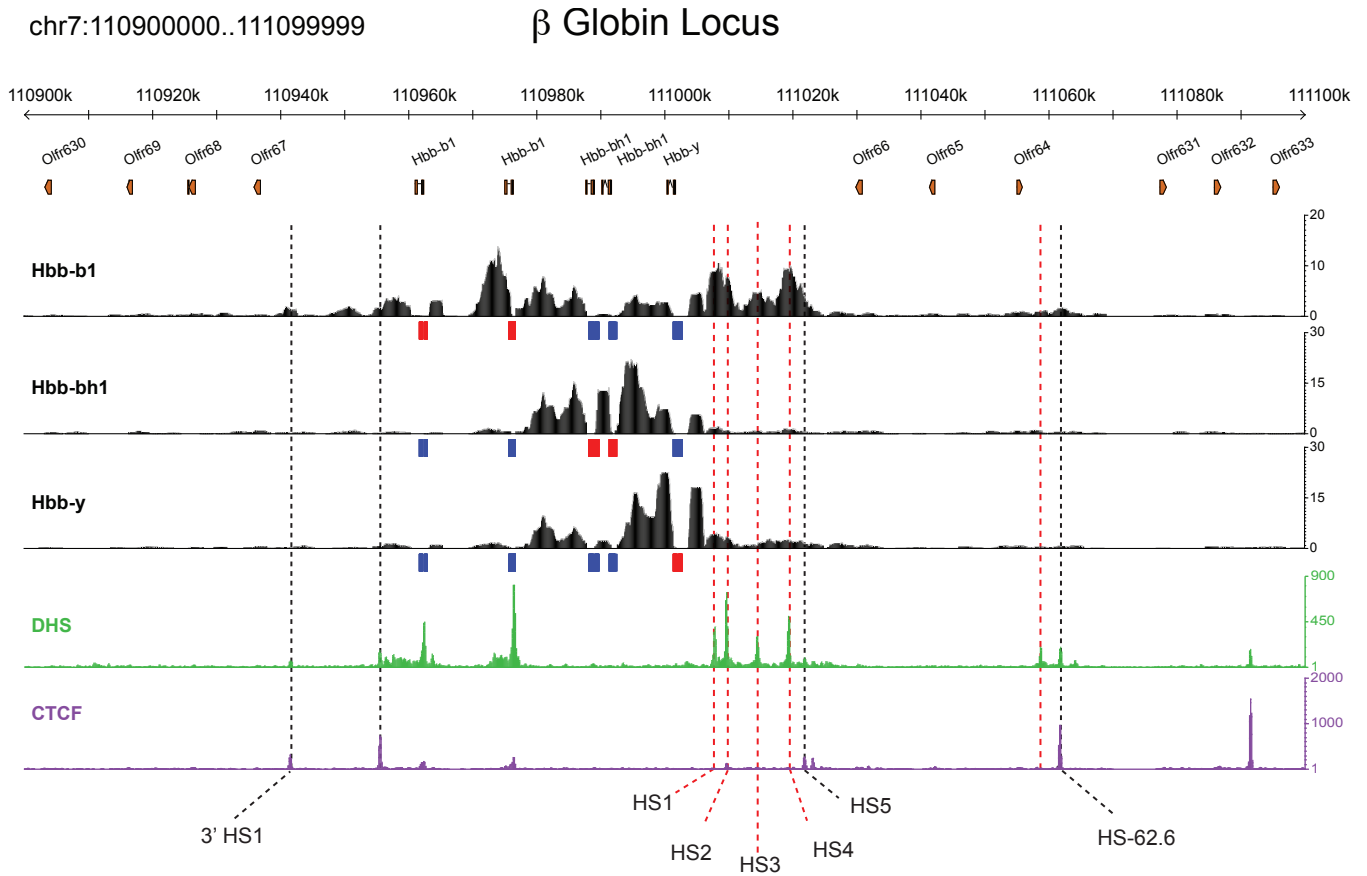 chr7:110900000..111099999
β Globin Locus
110900k 110920k 110940k 110960k 110980k 111000k 111020k 111040k 111060k 111080k 111100k
Olfr630 Olfr69 Olfr68 Olfr67 Hbb-b1 Hbb-b1 Hbb-bh1 Hbb-bh1 Hbb-y Olfr66 Olfr65 Olfr64 Olfr631 Olfr632 Olfr633
20
Hbb-b1
10
0
30
Hbb-bh1
15
0
30
Hbb-y
15
0
900
DHS
450
1
2000
CTCF
1000
1
HS1
HS5
3' HS1
HS-62.6
HS2
HS4
HS3